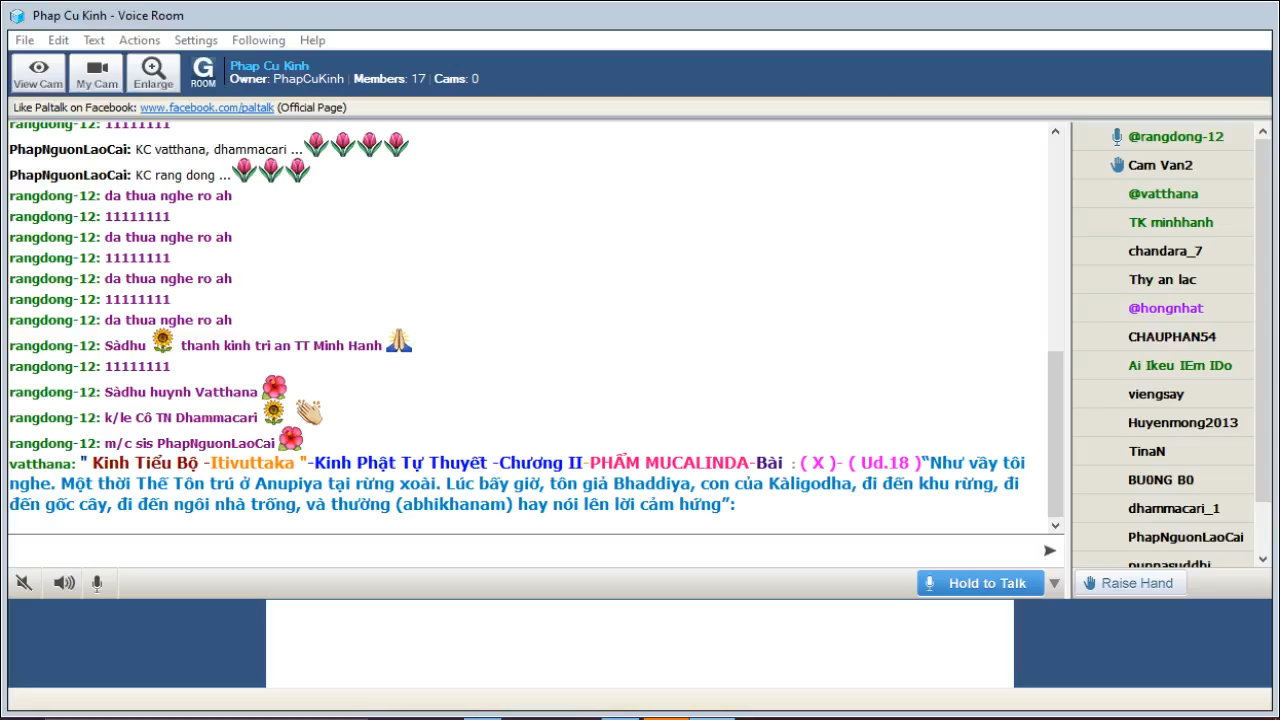 Phap Cu Kinh - Voice Room
File Edit Text Actions Settings Following Help
View Cam My Cam Enlarge G ROOM
Phap Cu Kinh
Owner: PhapCuKinh | Members: 17 | Cams: 0
Like Paltalk on Facebook: www.facebook.com/paltalk (Official Page)
rangdong-12: 11111111
PhapNguonLaoCai: KC vatthana, dhammacari ...
PhapNguonLaoCai: KC rang dong ...
rangdong-12: da thua nghe ro ah
rangdong-12: 11111111
rangdong-12: da thua nghe ro ah
rangdong-12: 11111111
rangdong-12: da thua nghe ro ah
rangdong-12: 11111111
rangdong-12: da thua nghe ro ah
rangdong-12: Sàdhu thanh kinh tri an TT Minh Hanh
rangdong-12: 11111111
rangdong-12: Sàdhu huynh Vatthana
rangdong-12: k/le Cô TN Dhammacari
rangdong-12: m/c sis PhapNguonLaoCai
vatthana: " Kinh Tiểu Bộ -Itivuttaka "-Kinh Phật Tự Thuyết -Chương II-PHẨM MUCALINDA-Bài : ( X )- ( Ud.18 )“Như vầy tôi
nghe. Một thời Thế Tôn trú ở Anupiya tại rừng xoài. Lúc bấy giờ, tôn giả Bhaddiya, con của Kàligodha, đi đến khu rừng, đi
đến gốc cây, đi đến ngôi nhà trống, và thường (abhikhanam) hay nói lên lời cảm hứng”:
@rangdong-12
Cam Van2
@vatthana
TK minhhanh
chandara_7
Thy an lac
@hongnhat
CHAUPHAN54
Ai Ikeu IEm IDo
viengsay
Huyenmong2013
TinaN
BU0NG B0
dhammacari_1
PhapNguonLaoCai
punnasuddhi
Hold to Talk
Raise Hand